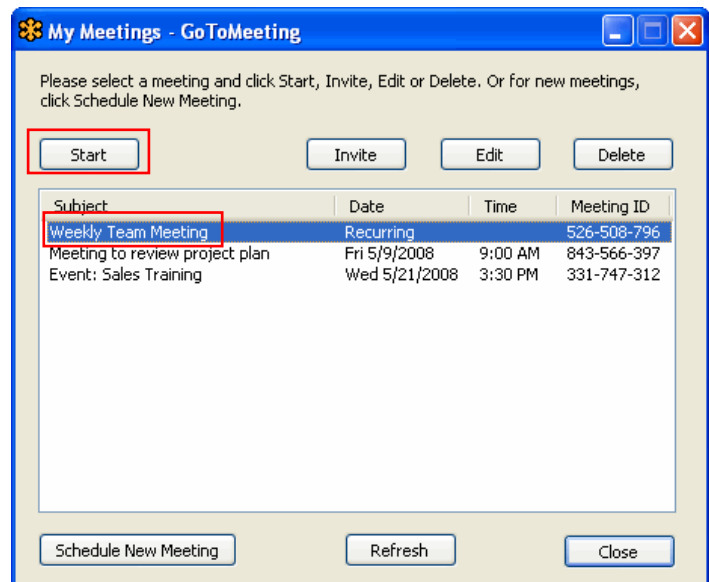 My Meetings - GoToMeeting
Please select a meeting and click Start, Invite, Edit or Delete. Or for new meetings,
click Schedule New Meeting.
Start Invite Edit Delete
Subject Date Time Meeting ID
Weekly Team Meeting Recurring 526-508-796
Meeting to review project plan Fri 5/9/2008 9:00 AM 843-566-397
Event: Sales Training Wed 5/21/2008 3:30 PM 331-747-312
Schedule New Meeting Refresh Close